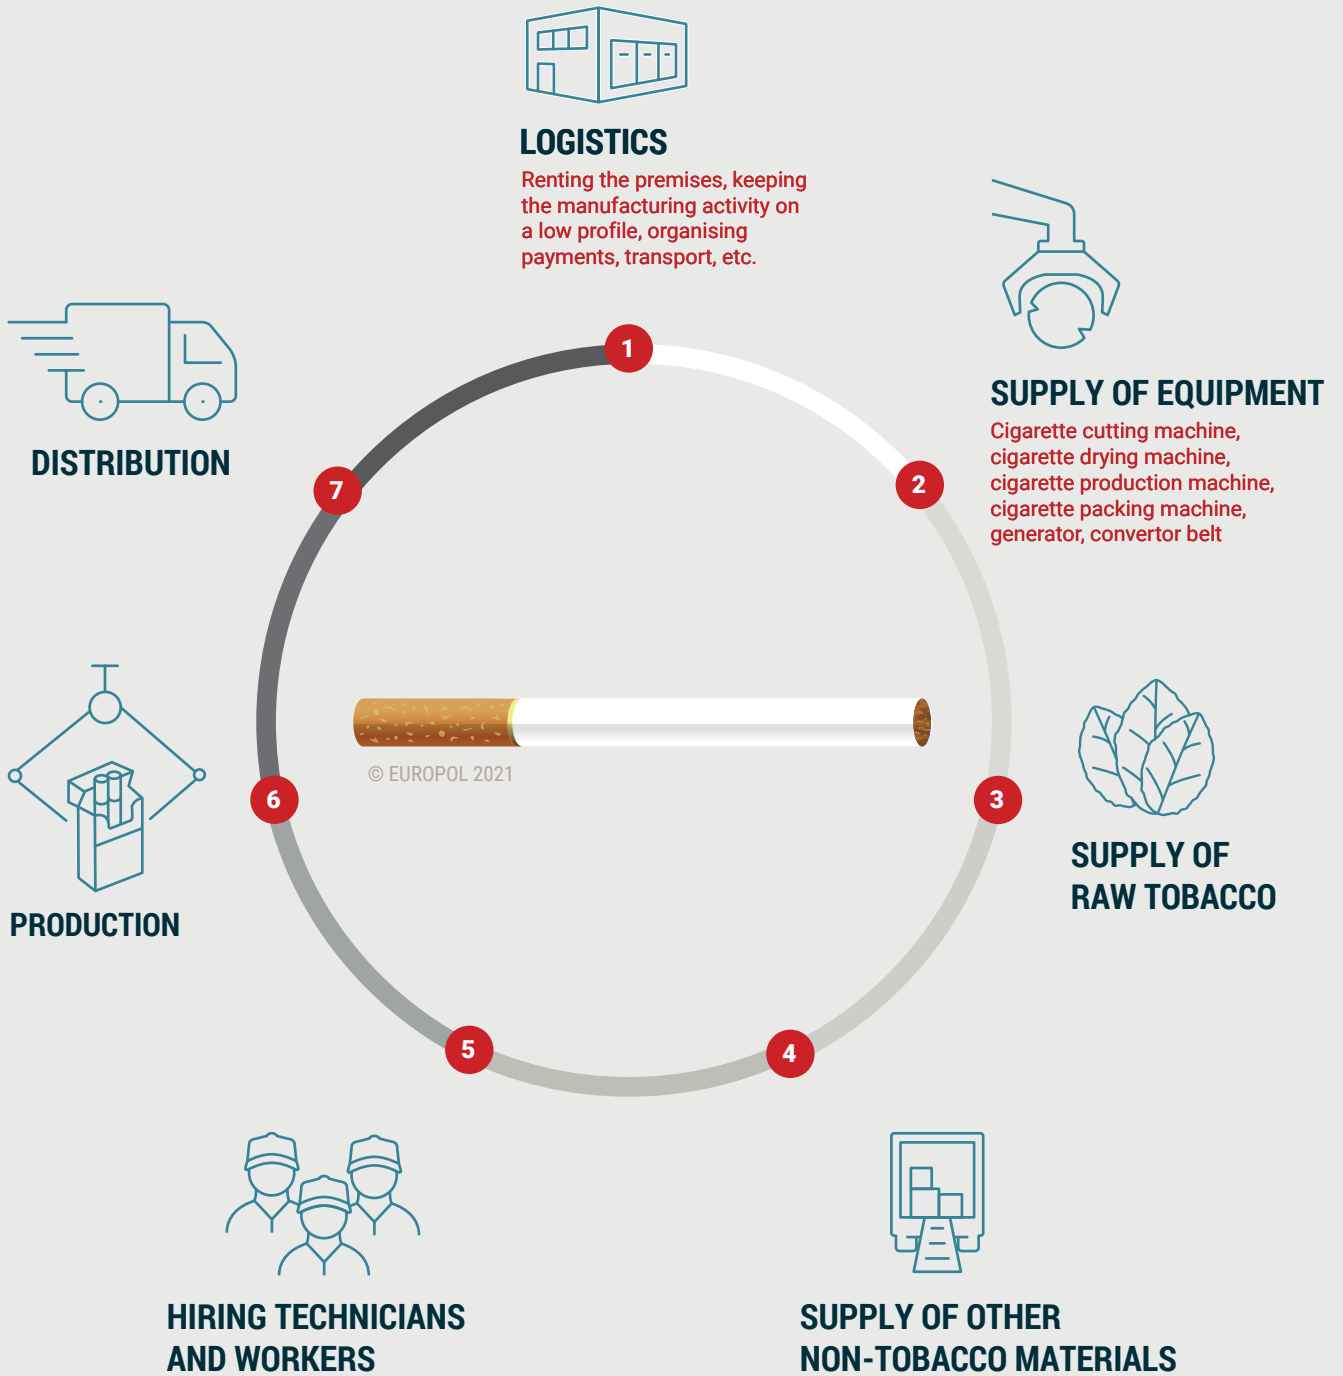 1
LOGISTICS
Renting the premises, keeping
the manufacturing activity on
a low profile, organising
payments, transport, etc.
2
SUPPLY OF EQUIPMENT
Cigarette cutting machine,
cigarette drying machine,
cigarette production machine,
cigarette packing machine,
generator, convertor belt
3
SUPPLY OF
RAW TOBACCO
4
SUPPLY OF OTHER
NON-TOBACCO MATERIALS
5
HIRING TECHNICIANS
AND WORKERS
6
PRODUCTION
7
DISTRIBUTION
© EUROPOL 2021